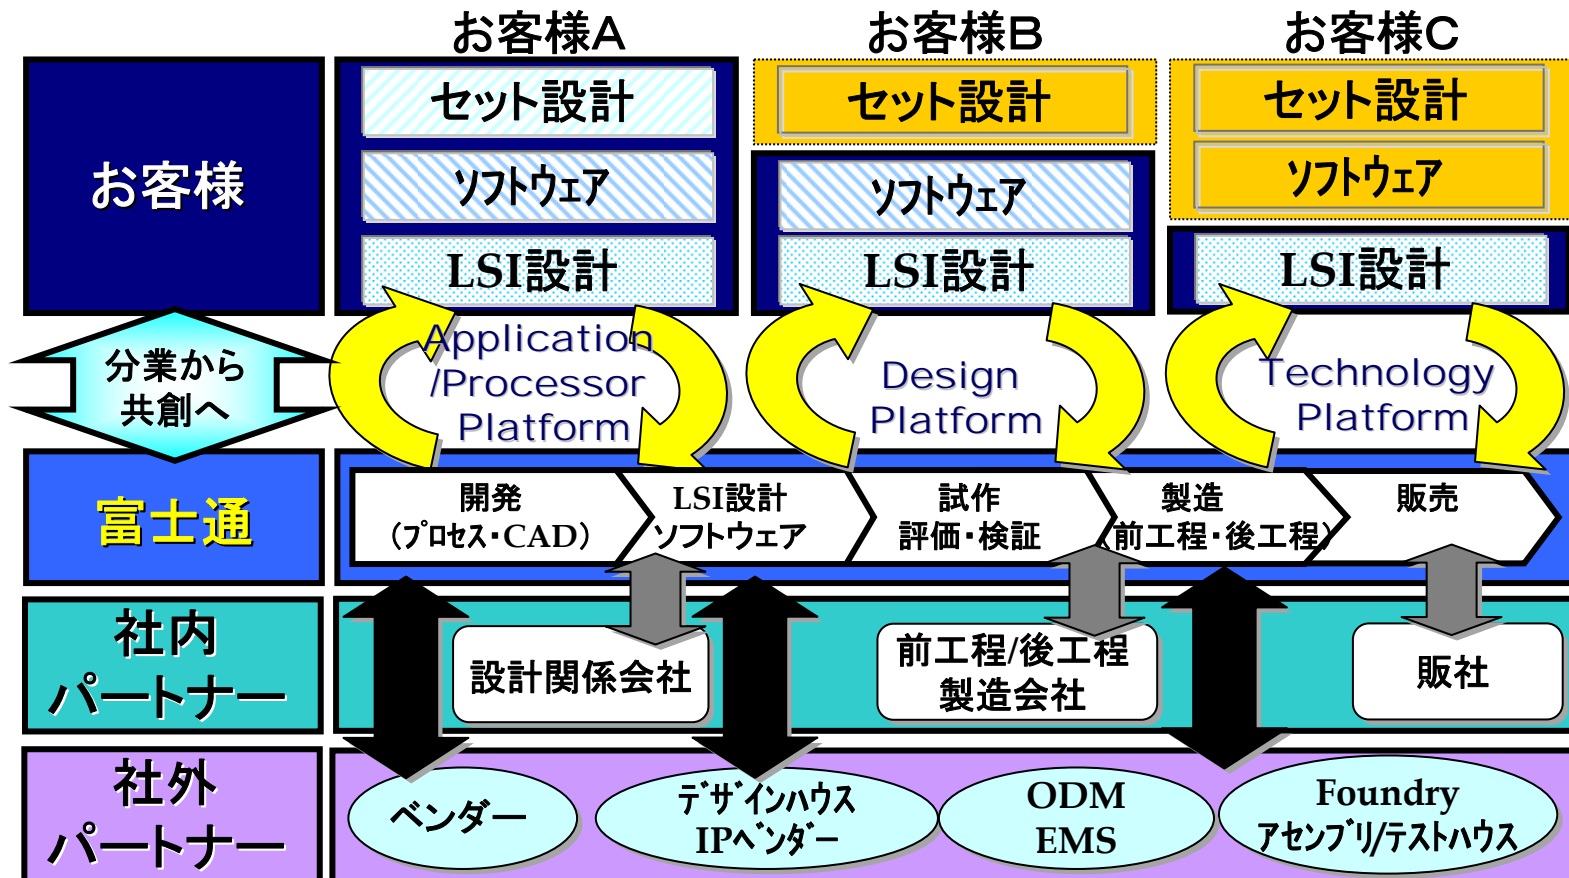 お客様A
お客様B
お客様C
お客様
セット設計
ソフトウェア
LSI設計
セット設計
ソフトウェア
LSI設計
セット設計
ソフトウェア
LSI設計
分業から
共創へ
Application
/Processor
Platform
Design
Platform
Technology
Platform
富士通
開発
(プロセス・CAD)
LSI設計
ソフトウェア
試作
評価・検証
製造
(前工程・後工程)
販売
社内
パートナー
設計関係会社
前工程/後工程
製造会社
販社
社外
パートナー
ベンダー
デザインハウス
IPベンダー
ODM
EMS
Foundry
アセンブリ/テストハウス